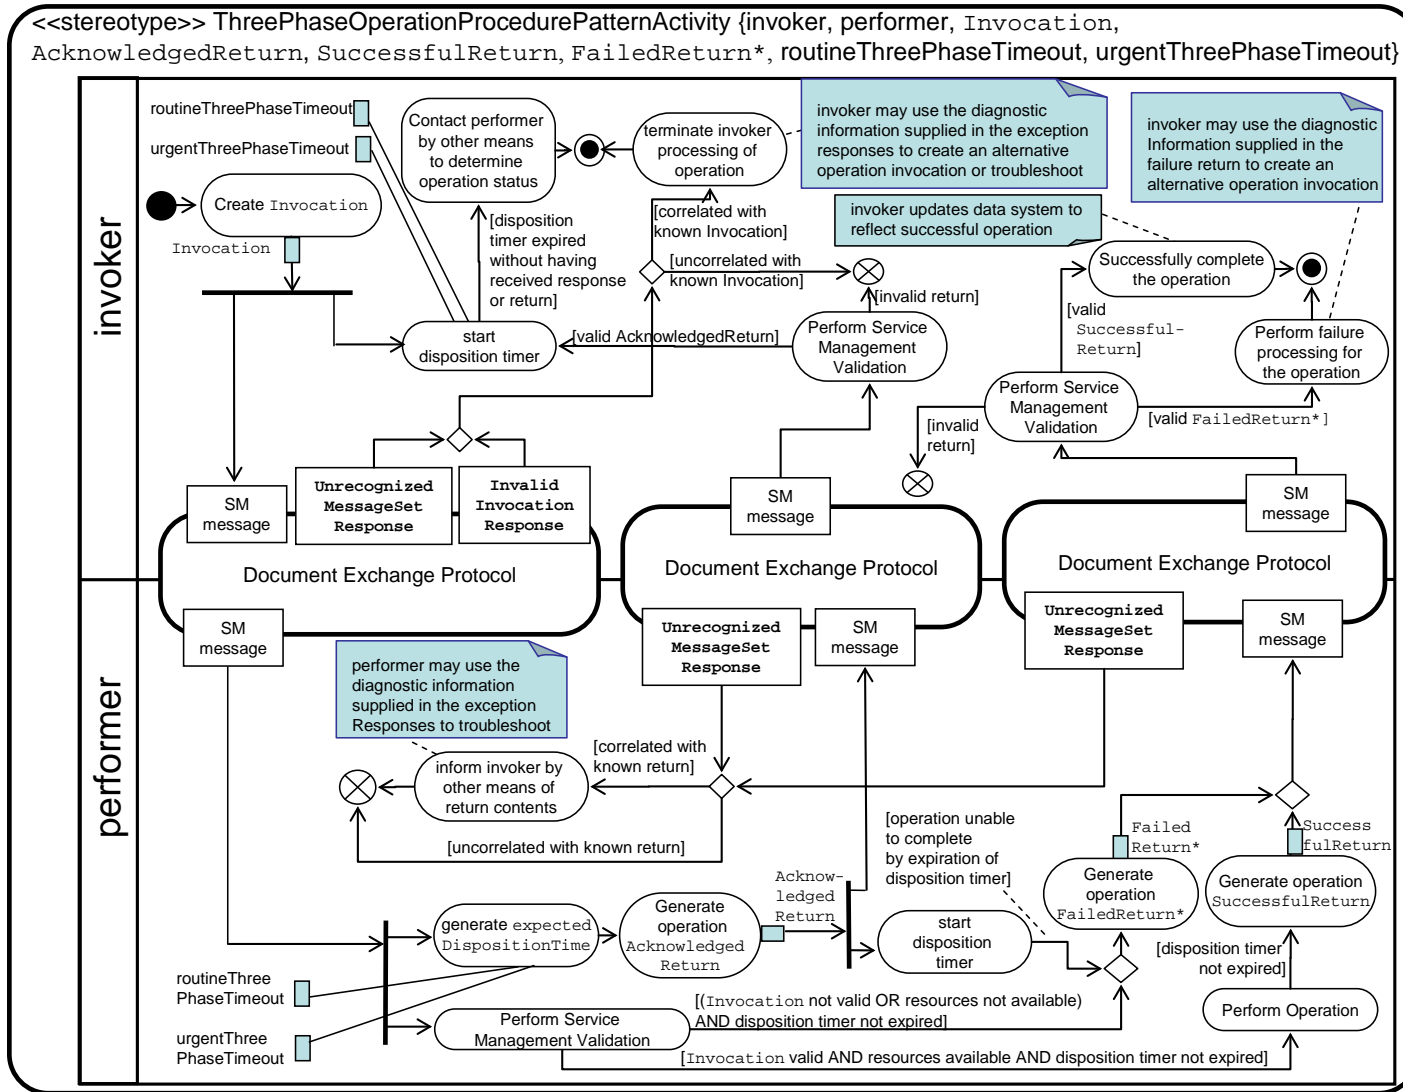 <<stereotype>> ThreePhaseOperationProcedurePatternActivity {invoker, performer, Invocation,
AcknowledgedReturn, SuccessfulReturn, FailedReturn*, routineThreePhaseTimeout, urgentThreePhaseTimeout}
invoker
routineThreePhaseTimeout
urgentThreePhaseTimeout
Create Invocation
Invocation
Contact performer
by other means
to determine
operation status
terminate invoker
processing of
operation
invoker may use the diagnostic
information supplied in the exception
responses to create an alternative
operation invocation or troubleshoot
invoker may use the diagnostic
Information supplied in the
failure return to create an
alternative operation invocation
invoker updates data system to
reflect successful operation
[disposition
timer expired
without having
received response
or return]
[correlated with
known Invocation]
[uncorrelated with
known Invocation]
[invalid return]
Successfully complete
the operation
start
disposition timer
[valid AcknowledgedReturn]
Perform Service
Management
Validation
[valid
Successful-
Return]
Perform failure
processing for
the operation
Perform Service
Management
Validation
[valid FailedReturn*]
[invalid
return]
SM
message
Unrecognized
MessageSet
Response
Invalid
Invocation
Response
SM
message
SM
message
Document Exchange Protocol
Document Exchange Protocol
Document Exchange Protocol
performer
SM
message
Unrecognized
MessageSet
Response
SM
message
Unrecognized
MessageSet
Response
SM
message
performer may use the
diagnostic information
supplied in the exception
Responses to troubleshoot
inform invoker by
other means of
return contents
[correlated with
known return]
[uncorrelated with known return]
[operation unable
to complete
by expiration of
disposition timer]
Failed
Return*
Success
fulReturn
Generate
operation
FailedReturn*
Generate operation
SuccessfulReturn
Acknow-
ledged
Return
generate expected
DispositionTime
Generate
operation
Acknowledged
Return
start
disposition
timer
[disposition timer
not expired]
routineThree
PhaseTimeout
urgentThree
PhaseTimeout
Perform Service
Management Validation
[(Invocation not valid OR resources not available)
AND disposition timer not expired]
Perform Operation
[Invocation valid AND resources available AND disposition timer not expired]